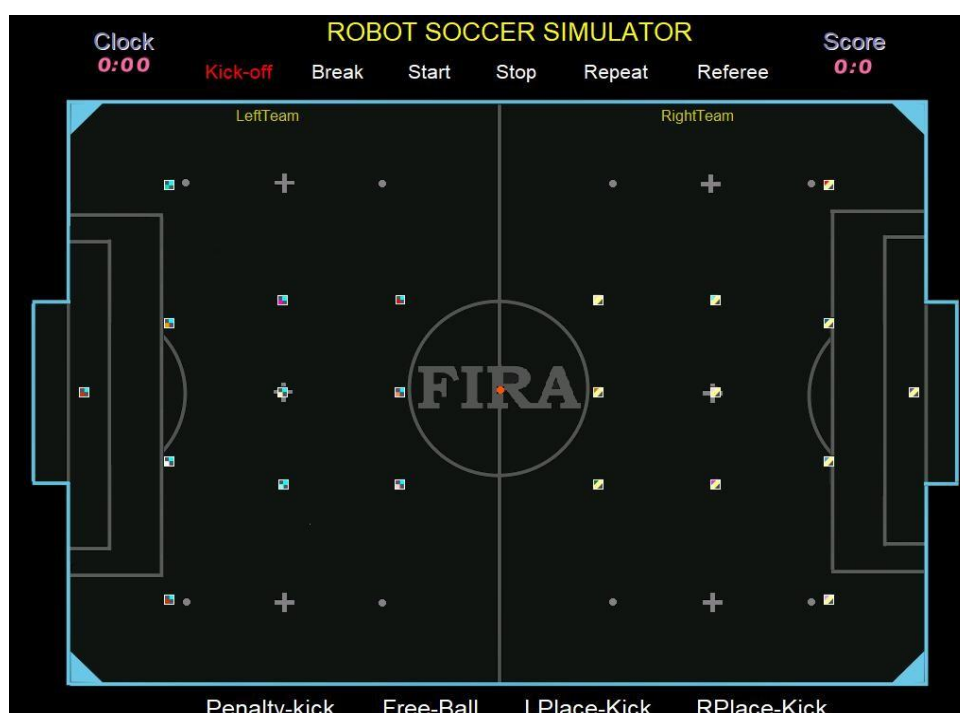 ROBOT SOCCER SIMULATOR
Clock
0:00
Score
0:0
Kick-off Break Start Stop Repeat Referee
LeftTeam RightTeam
FIRA
Penalty-kick Free-Ball LPlace-Kick RPlace-Kick